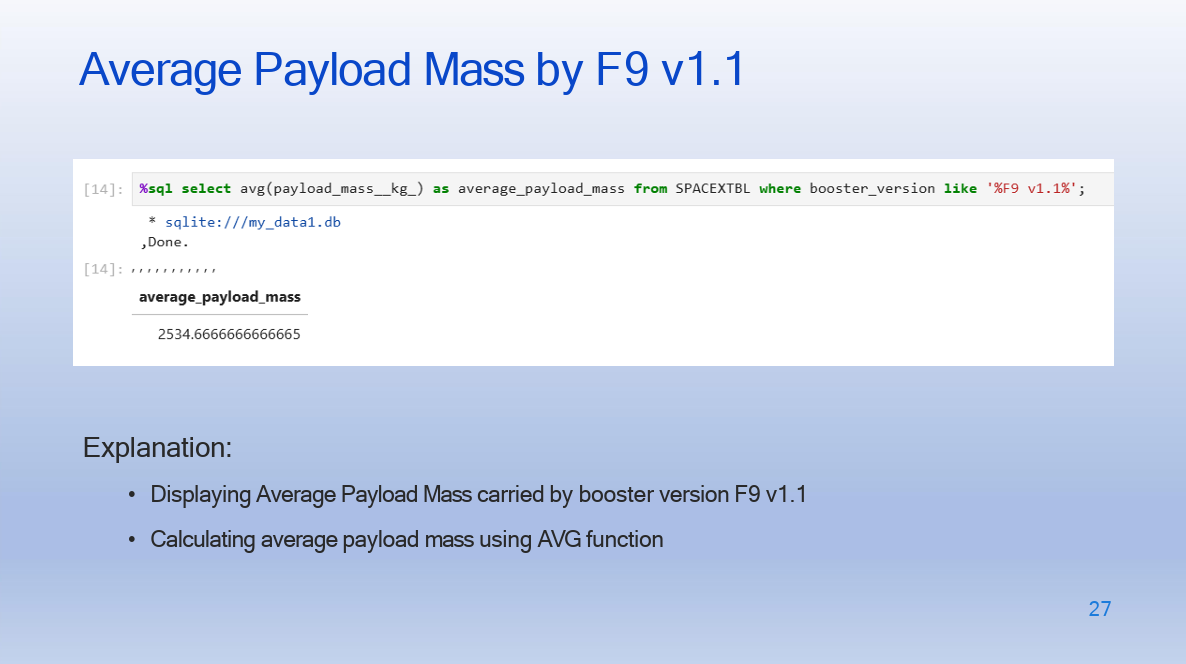 Average Payload Mass by F9 v1.1
[14]: %sql select avg(payload_mass__kg_) as average_payload_mass from SPACEXTBL where booster_version like '%F9 v1.1%';
* sqlite:///my_data1.db
,Done.
[14]: ,,,,,,,,,,,
average_payload_mass
2534.6666666666665
Explanation:
• Displaying Average Payload Mass carried by booster version F9 v1.1
• Calculating average payload mass using AVG function
27